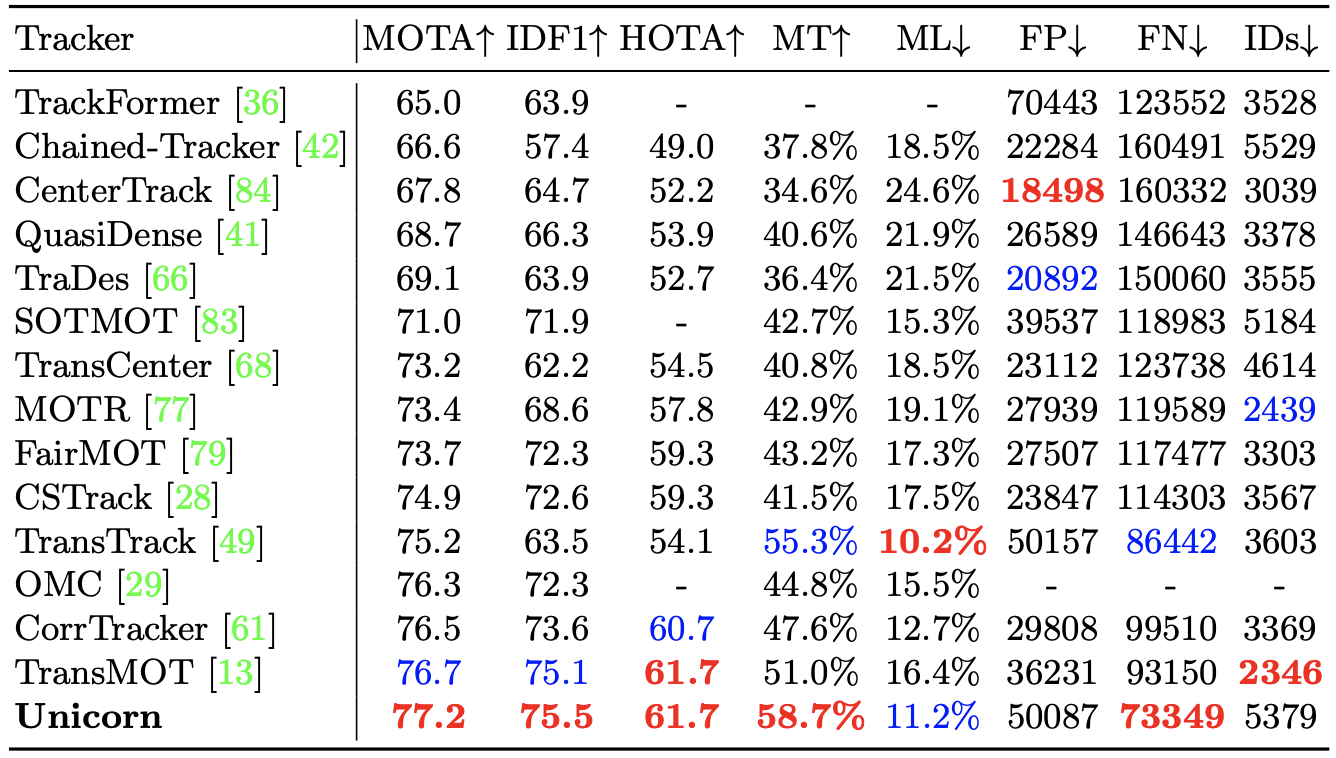 Tracker MOTA↑ IDF1↑ HOTA↑ MT↑ ML↓ FP↓ FN↓ IDs↓
TrackFormer [36] 65.0 63.9 - - - 70443 123552 3528
Chained-Tracker [42] 66.6 57.4 49.0 37.8% 18.5% 22284 160491 5529
CenterTrack [84] 67.8 64.7 52.2 34.6% 24.6% 18498 160332 3039
QuasiDense [41] 68.7 66.3 53.9 40.6% 21.9% 26589 146643 3378
TraDes [66] 69.1 63.9 52.7 36.4% 21.5% 20892 150060 3555
SOTMOT [83] 71.0 71.9 - 42.7% 15.3% 39537 118983 5184
TransCenter [68] 73.2 62.2 54.5 40.8% 18.5% 23112 123738 4614
MOTR [77] 73.4 68.6 57.8 42.9% 19.1% 27939 119589 2439
FairMOT [79] 73.7 72.3 59.3 43.2% 17.3% 27507 117477 3303
CSTrack [28] 74.9 72.6 59.3 41.5% 17.5% 23847 114303 3567
TransTrack [49] 75.2 63.5 54.1 55.3% 10.2% 50157 86442 3603
OMC [29] 76.3 72.3 - 44.8% 15.5% - - -
CorrTracker [61] 76.5 73.6 60.7 47.6% 12.7% 29808 99510 3369
TransMOT [13] 76.7 75.1 61.7 51.0% 16.4% 36231 93150 2346
Unicorn 77.2 75.5 61.7 58.7% 11.2% 50087 73349 5379